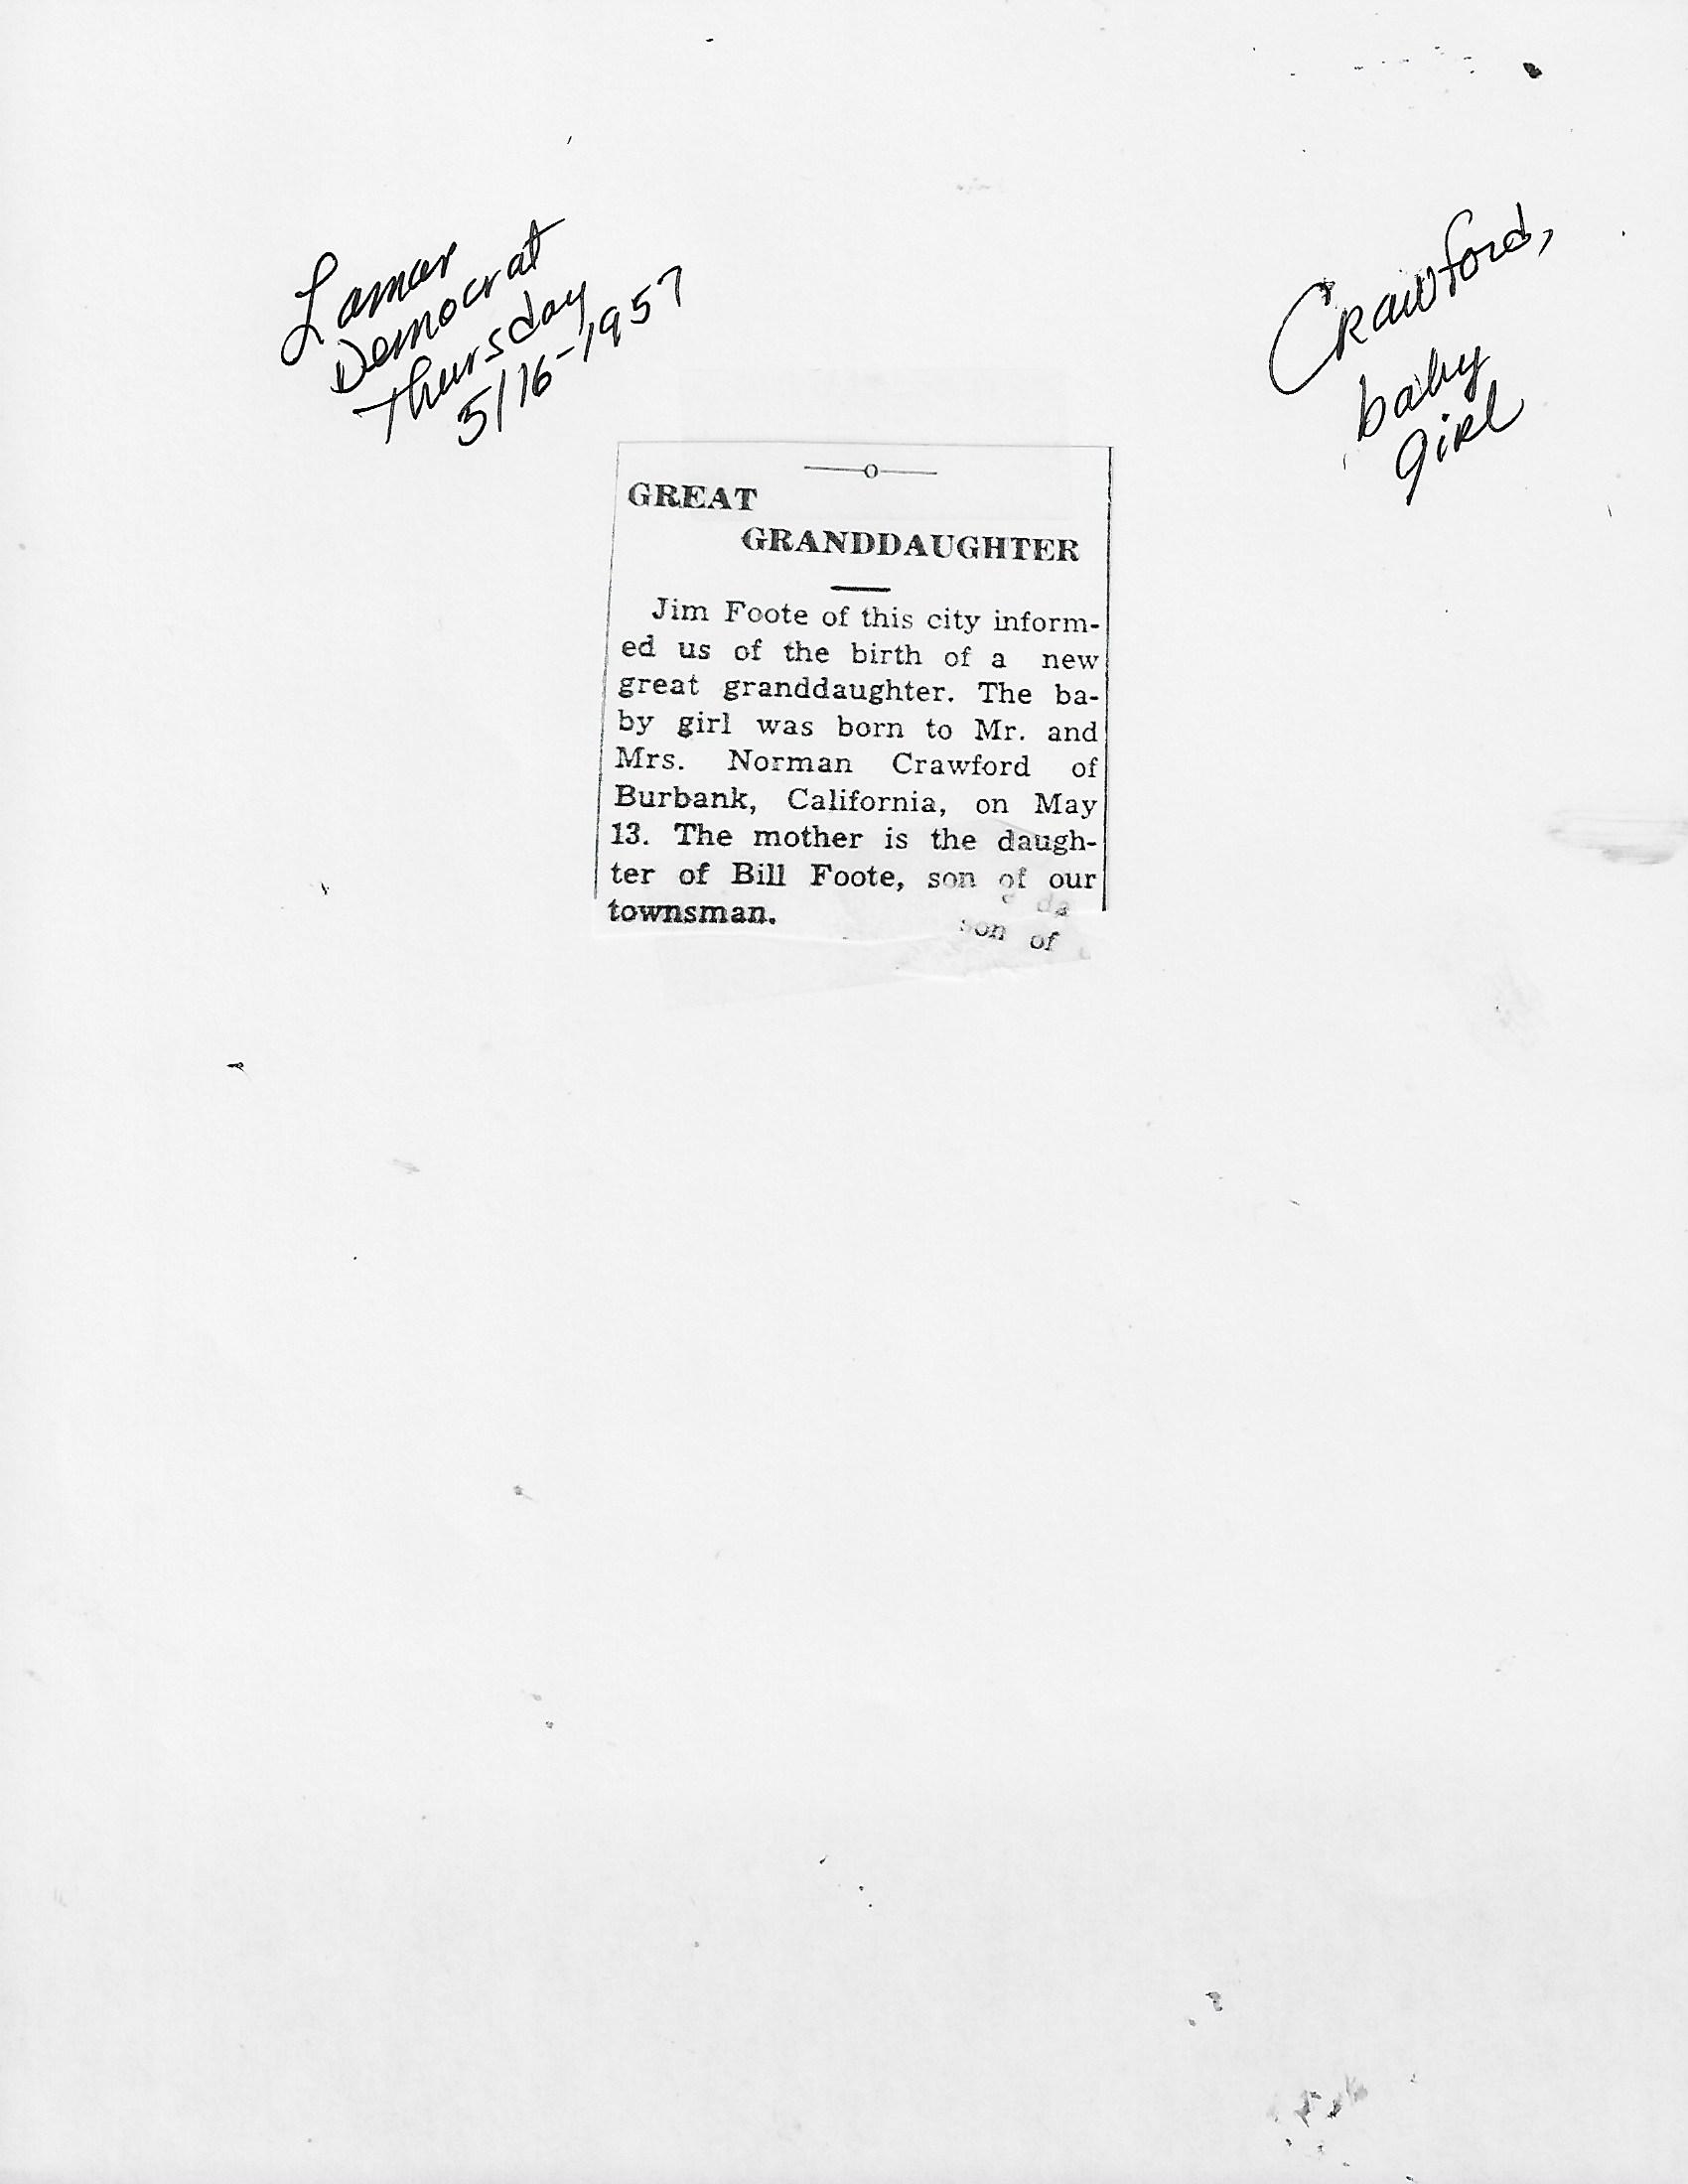 Lamar
Democrat
Thursday
5/16-1957
Crawford,
baby
girl
GREAT
GRANDDAUGHTER
Jim Foote of this city inform-
ed us of the birth of a new
great granddaughter. The ba-
by girl was born to Mr. and
Mrs. Norman Crawford of
Burbank, California, on May
13. The mother is the daugh-
ter of Bill Foote, son of our
townsman.
da
son of